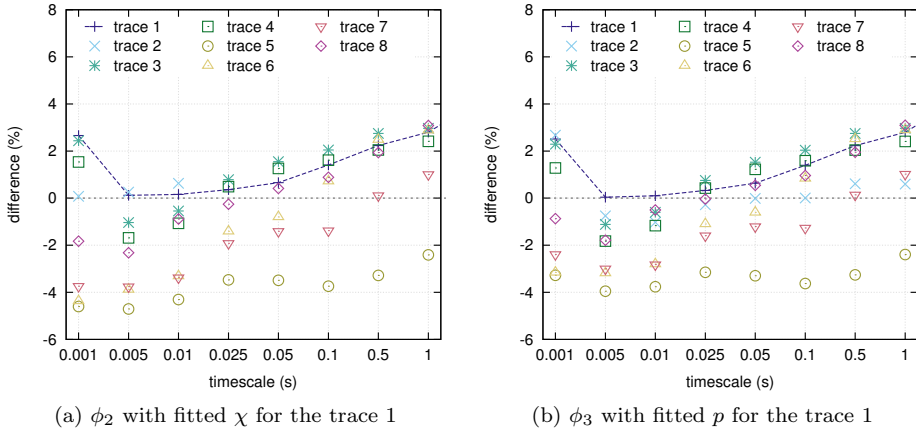 8
6
4
2
0
-2
-4
-6
difference (%)
trace 1
trace 2
trace 3
trace 4
trace 5
trace 6
trace 7
trace 8
0.001 0.005 0.01 0.025 0.05 0.1 0.5 1
timescale (s)
(a) ϕ₂ with fitted χ for the trace 1
8
6
4
2
0
-2
-4
-6
difference (%)
trace 1
trace 2
trace 3
trace 4
trace 5
trace 6
trace 7
trace 8
0.001 0.005 0.01 0.025 0.05 0.1 0.5 1
timescale (s)
(b) ϕ₃ with fitted p for the trace 1